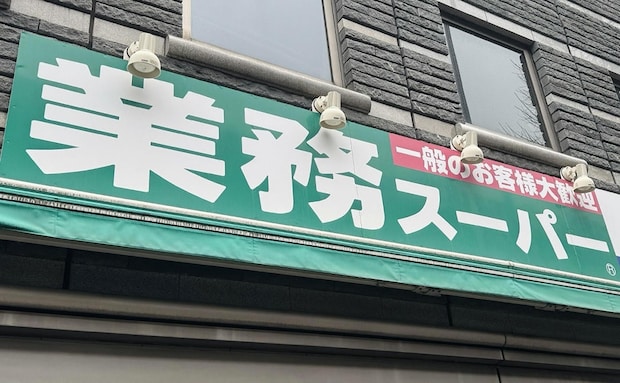 一般のお客様大歓迎
業務スーパー
®